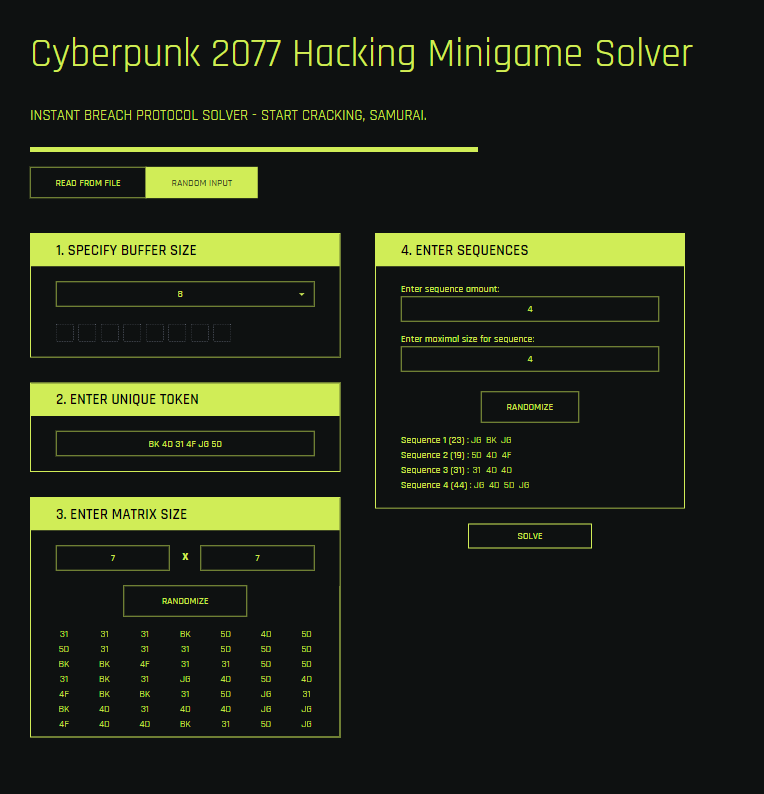 Cyberpunk 2077 Hacking Minigame Solver
INSTANT BREACH PROTOCOL SOLVER - START CRACKING, SAMURAI.
READ FROM FILE
RANDOM INPUT
1. SPECIFY BUFFER SIZE
8
2. ENTER UNIQUE TOKEN
BK 4D 31 4F JG 5D
3. ENTER MATRIX SIZE
7 X 7
RANDOMIZE
31 31 31 BK 5D 4D 5D
5D 31 31 31 5D 5D 5D
BK BK 4F 31 31 5D 5D
31 BK 31 JG 4D 5D 4D
4F BK BK 31 5D JG 31
BK 4D 31 4D 4D JG JG
4F 4D 4D BK 31 5D JG
4. ENTER SEQUENCES
Enter sequence amount:
4
Enter maximal size for sequence:
4
RANDOMIZE
Sequence 1 (23) : JG BK JG
Sequence 2 (19) : 5D 4D 4F
Sequence 3 (31) : 31 4D 4D
Sequence 4 (44) : JG 4D 5D JG
SOLVE